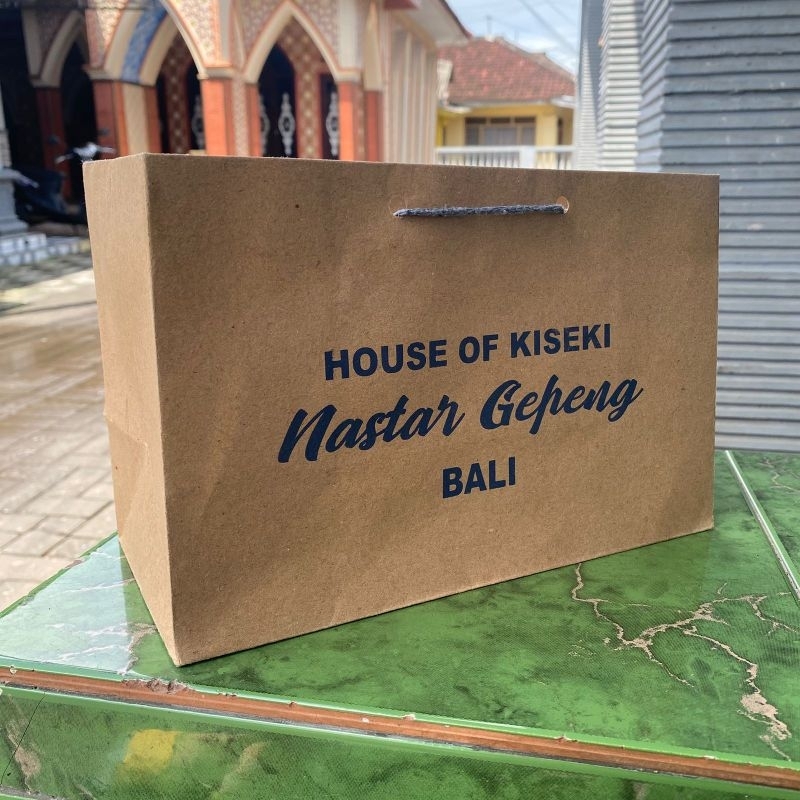 HOUSE OF KISEKI
Nastar Gepeng
BALI